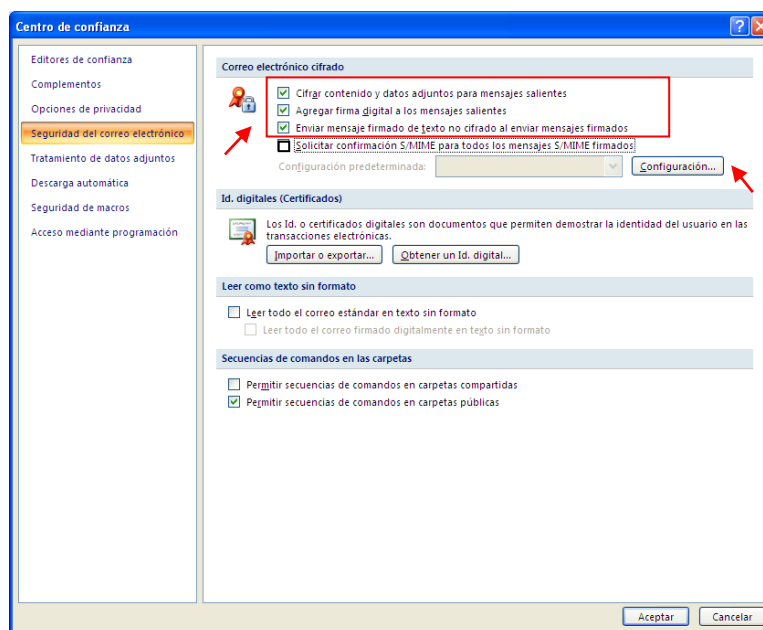 Centro de confianza
Editores de confianza
Complementos
Opciones de privacidad
Seguridad del correo electrónico
Tratamiento de datos adjuntos
Descarga automática
Seguridad de macros
Acceso mediante programación
Correo electrónico cifrado
Cifrar contenido y datos adjuntos para mensajes salientes
Agregar firma digital a los mensajes salientes
Enviar mensaje firmado de texto no cifrado al enviar mensajes firmados
Solicitar confirmación S/MIME para todos los mensajes S/MIME firmados
Configuración predeterminada:
Configuración...
Id. digitales (Certificados)
Los Id. o certificados digitales son documentos que permiten demostrar la identidad del usuario en las
transacciones electrónicas.
Importar o exportar... Obtener un Id. digital...
Leer como texto sin formato
Leer todo el correo estándar en texto sin formato
Leer todo el correo firmado digitalmente en texto sin formato
Secuencias de comandos en las carpetas
Permitir secuencias de comandos en carpetas compartidas
Permitir secuencias de comandos en carpetas públicas
Aceptar Cancelar